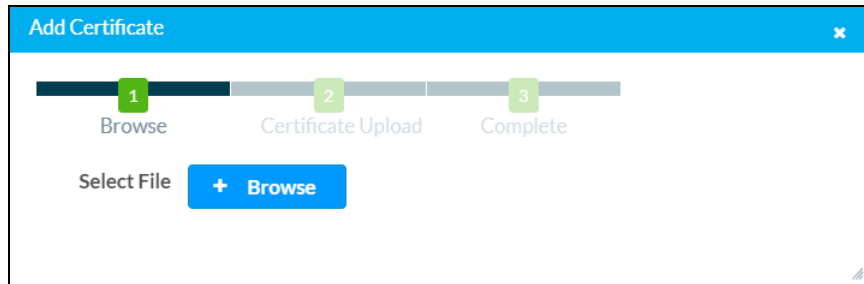 Add Certificate
1 2 3
Browse Certificate Upload Complete
Select File + Browse